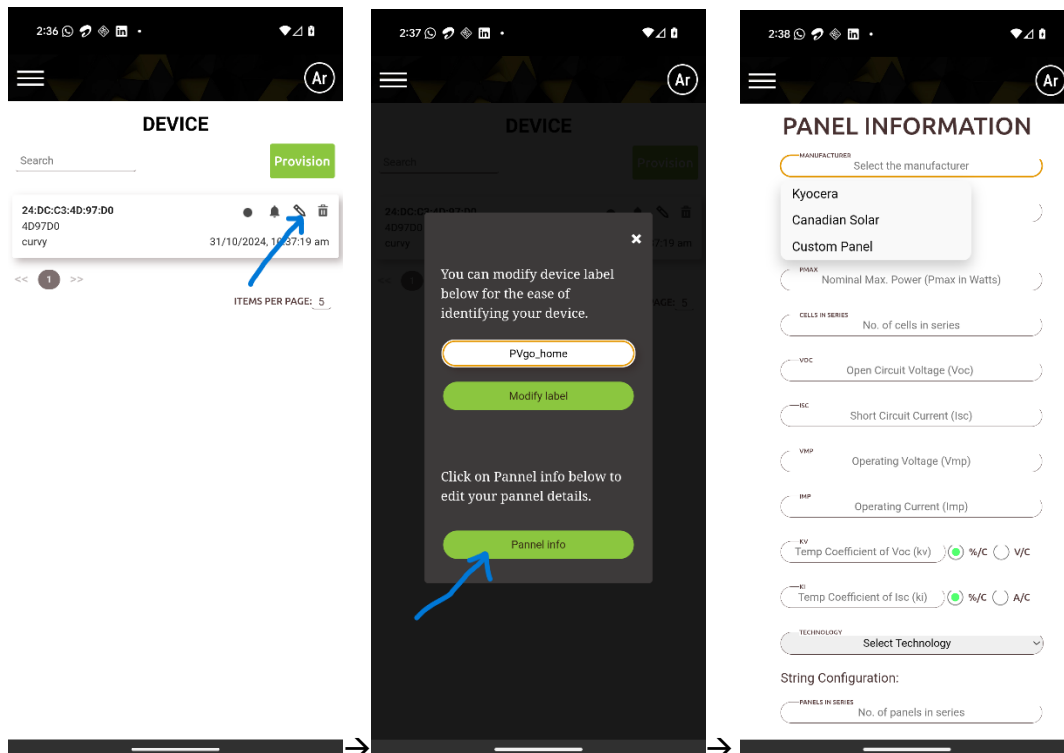 2:36
Ar
DEVICE
Search
Provision
24:DC:C3:4D:97:D0
4D97D0
curvy
31/10/2024, 10:37:19 am
<< 1 >>
ITEMS PER PAGE: 5
→
2:37
Ar
DEVICE
Search
Provision
24:DC:C3:4D:97:D0
4D97D0
curvy
7:19 am
<<
PAGE: 5
×
You can modify device label
below for the ease of
identifying your device.
PVgo_home
Modify label
Click on Pannel info below to
edit your pannel details.
Pannel info
→
2:38
Ar
PANEL INFORMATION
MANUFACTURER
Select the manufacturer
Kyocera
Canadian Solar
Custom Panel
PMAX
Nominal Max. Power (Pmax in Watts)
CELLS IN SERIES
No. of cells in series
VOC
Open Circuit Voltage (Voc)
ISC
Short Circuit Current (Isc)
VMP
Operating Voltage (Vmp)
IMP
Operating Current (Imp)
KV
Temp Coefficient of Voc (kv) %/C V/C
KI
Temp Coefficient of Isc (ki) %/C A/C
TECHNOLOGY
Select Technology
String Configuration:
PANELS IN SERIES
No. of panels in series